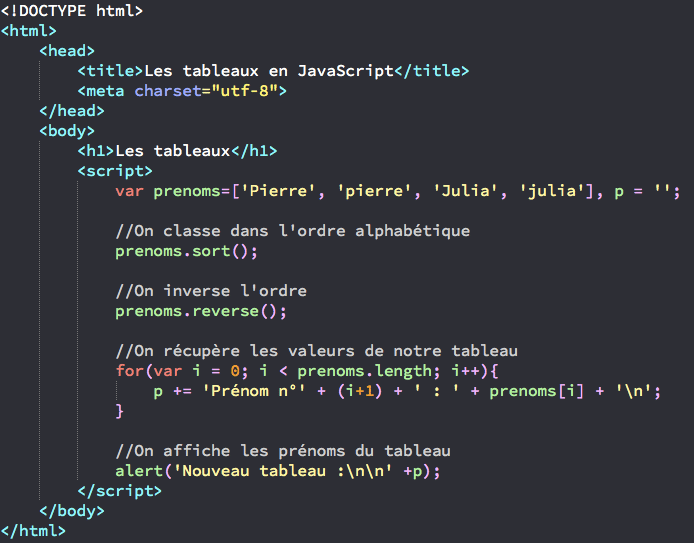 <!DOCTYPE html>
<html>
    <head>
        <title>Les tableaux en JavaScript</title>
        <meta charset="utf-8">
    </head>
    <body>
        <h1>Les tableaux</h1>
        <script>
            var prenoms=['Pierre', 'pierre', 'Julia', 'julia'], p = '';

            //On classe dans l'ordre alphabétique
            prenoms.sort();

            //On inverse l'ordre
            prenoms.reverse();

            //On récupère les valeurs de notre tableau
            for(var i = 0; i < prenoms.length; i++){
                p += 'Prénom n°' + (i+1) + ' : ' + prenoms[i] + '\n';
            }

            //On affiche les prénoms du tableau
            alert('Nouveau tableau :\n\n' +p);
        </script>
    </body>
</html>